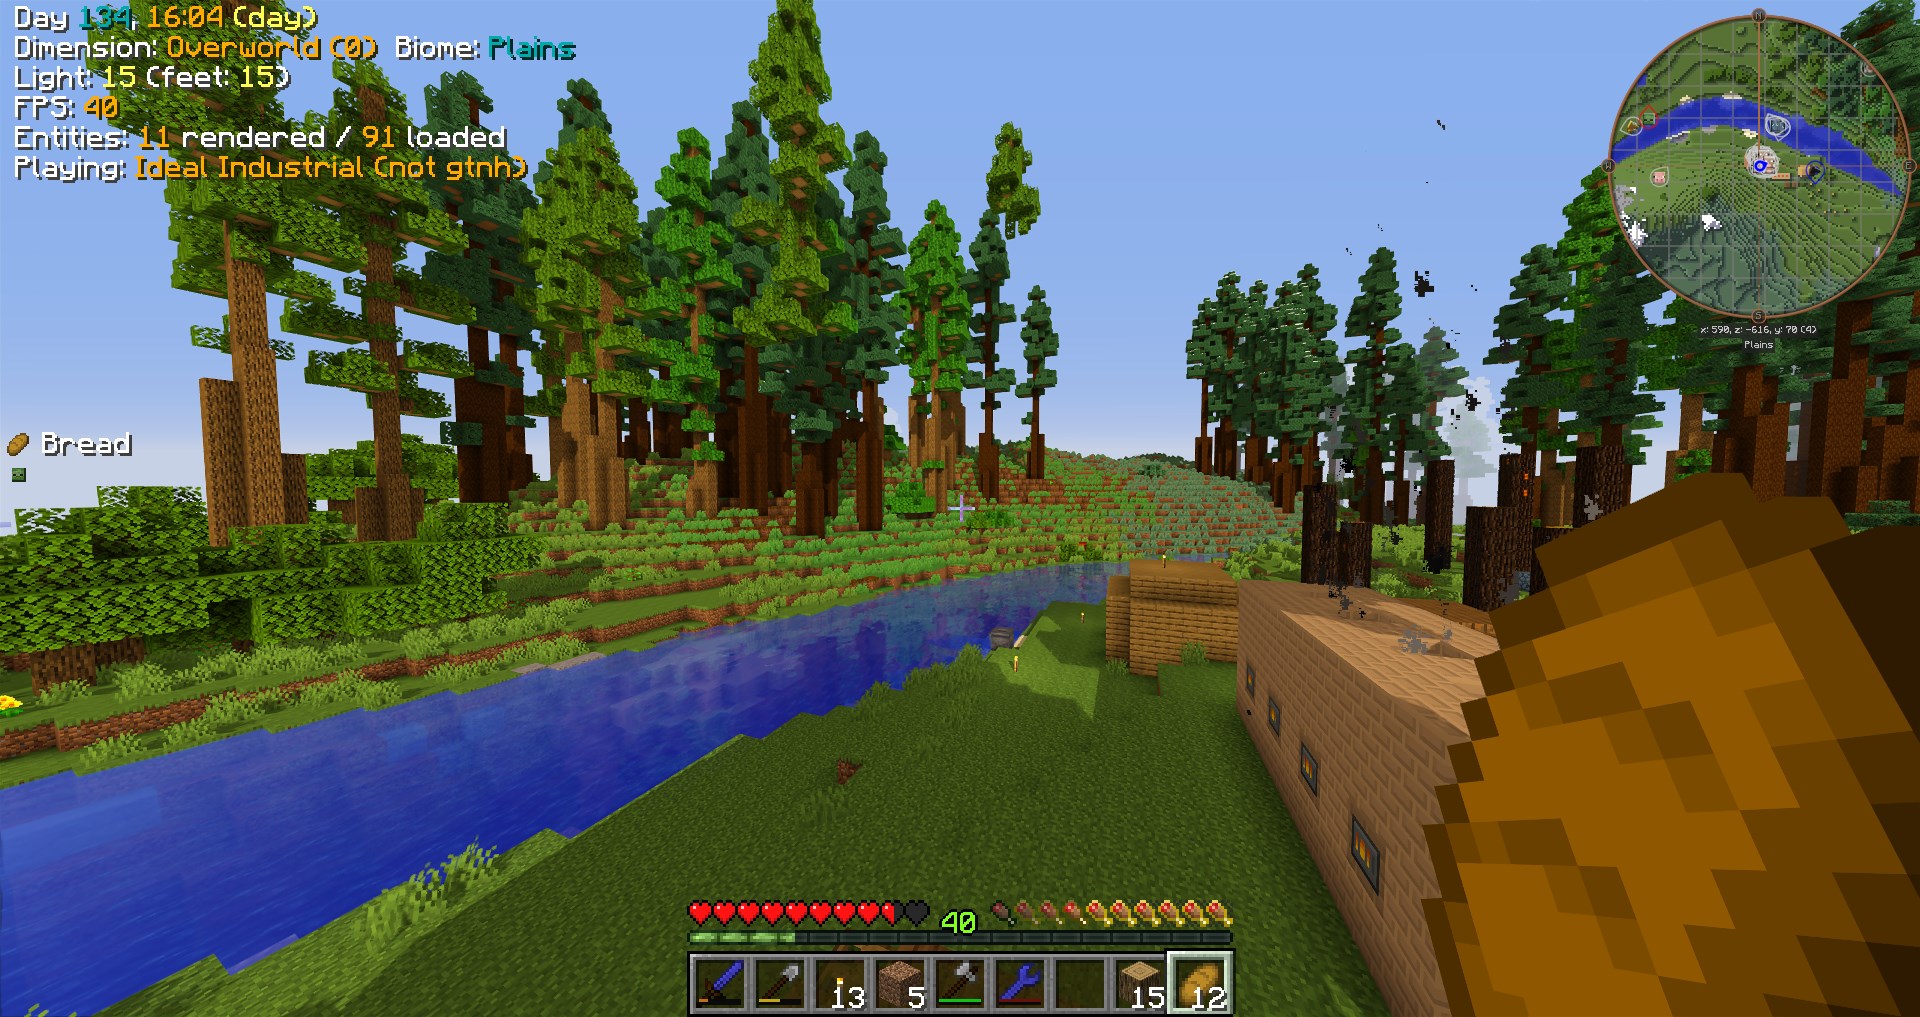 Day 134, 16:04 (day)
Dimension: Overworld (0) Biome: Plains
Light: 15 (feet: 15)
FPS: 40
Entities: 11 rendered / 91 loaded
Playing: Ideal Industrial (not gtnh)
N
W
E
S
x: 590, z: -616, y: 70 (4)
Plains
Bread
40
13
5
15
12